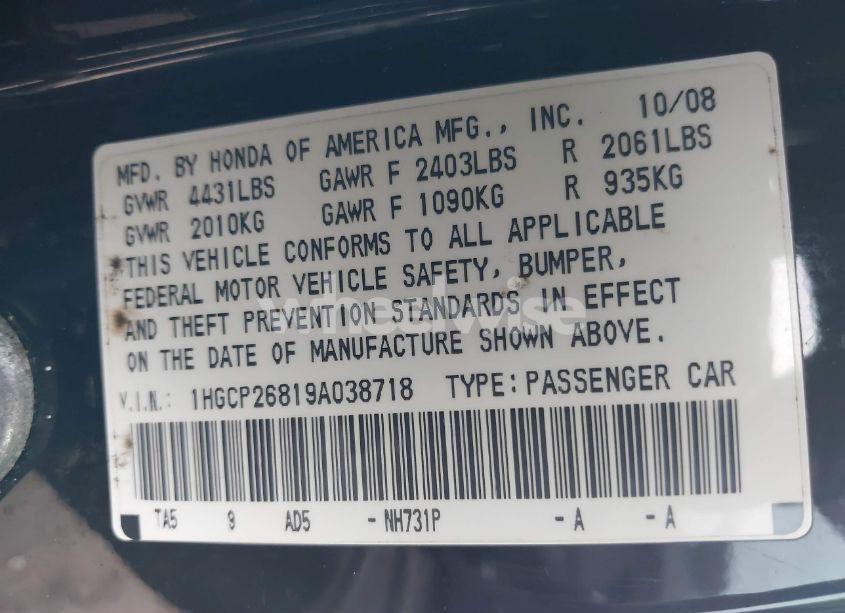 MFD. BY HONDA OF AMERICA MFG., INC. 10/08
GVWR 4431LBS GAWR F 2403LBS R 2061LBS
GVWR 2010KG GAWR F 1090KG R 935KG
THIS VEHICLE CONFORMS TO ALL APPLICABLE
FEDERAL MOTOR VEHICLE SAFETY, BUMPER,
AND THEFT PREVENTION STANDARDS IN EFFECT
ON THE DATE OF MANUFACTURE SHOWN ABOVE.
V.I.N.: 1HGCP26819A038718 TYPE: PASSENGER CAR
TA5 9 AD5 - NH731P - A - A
wheelwise